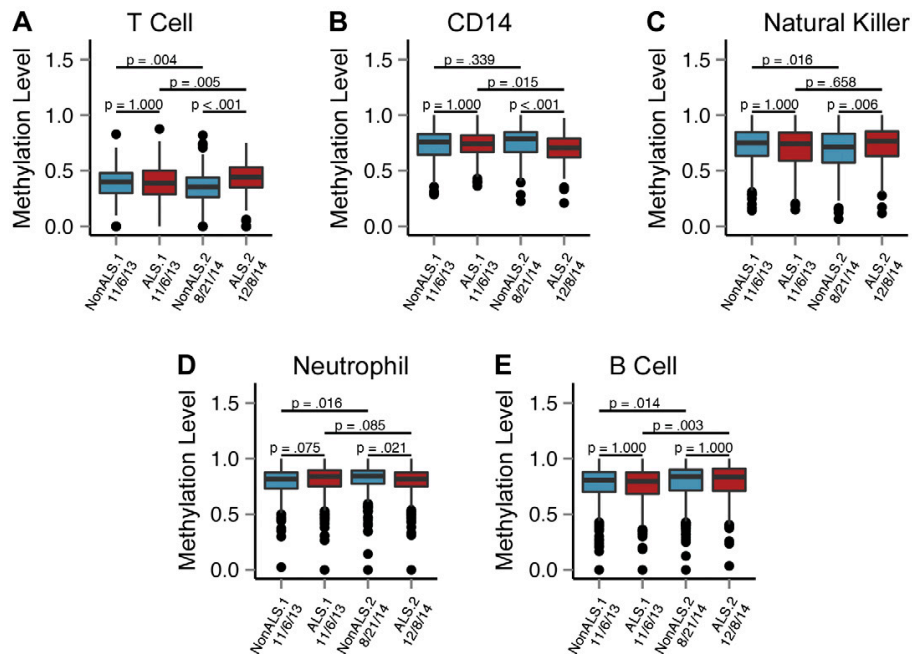 A T Cell
Methylation Level
1.5
1.0
0.5
0.0
p = .004
p = .005
p = 1.000 p <.001
NonALS.1 11/6/13
ALS.1 11/6/13
NonALS.2 8/21/14
ALS.2 12/8/14
B CD14
Methylation Level
1.5
1.0
0.5
0.0
p = .339
p = .015
p = 1.000 p <.001
NonALS.1 11/6/13
ALS.1 11/6/13
NonALS.2 8/21/14
ALS.2 12/8/14
C Natural Killer
Methylation Level
1.5
1.0
0.5
0.0
p = .016
p = .658
p = 1.000 p = .006
NonALS.1 11/6/13
ALS.1 11/6/13
NonALS.2 8/21/14
ALS.2 12/8/14
D Neutrophil
Methylation Level
1.5
1.0
0.5
0.0
p = .016
p = .085
p = .075 p = .021
NonALS.1 11/6/13
ALS.1 11/6/13
NonALS.2 8/21/14
ALS.2 12/8/14
E B Cell
Methylation Level
1.5
1.0
0.5
0.0
p = .014
p = .003
p = 1.000 p = 1.000
NonALS.1 11/6/13
ALS.1 11/6/13
NonALS.2 8/21/14
ALS.2 12/8/14